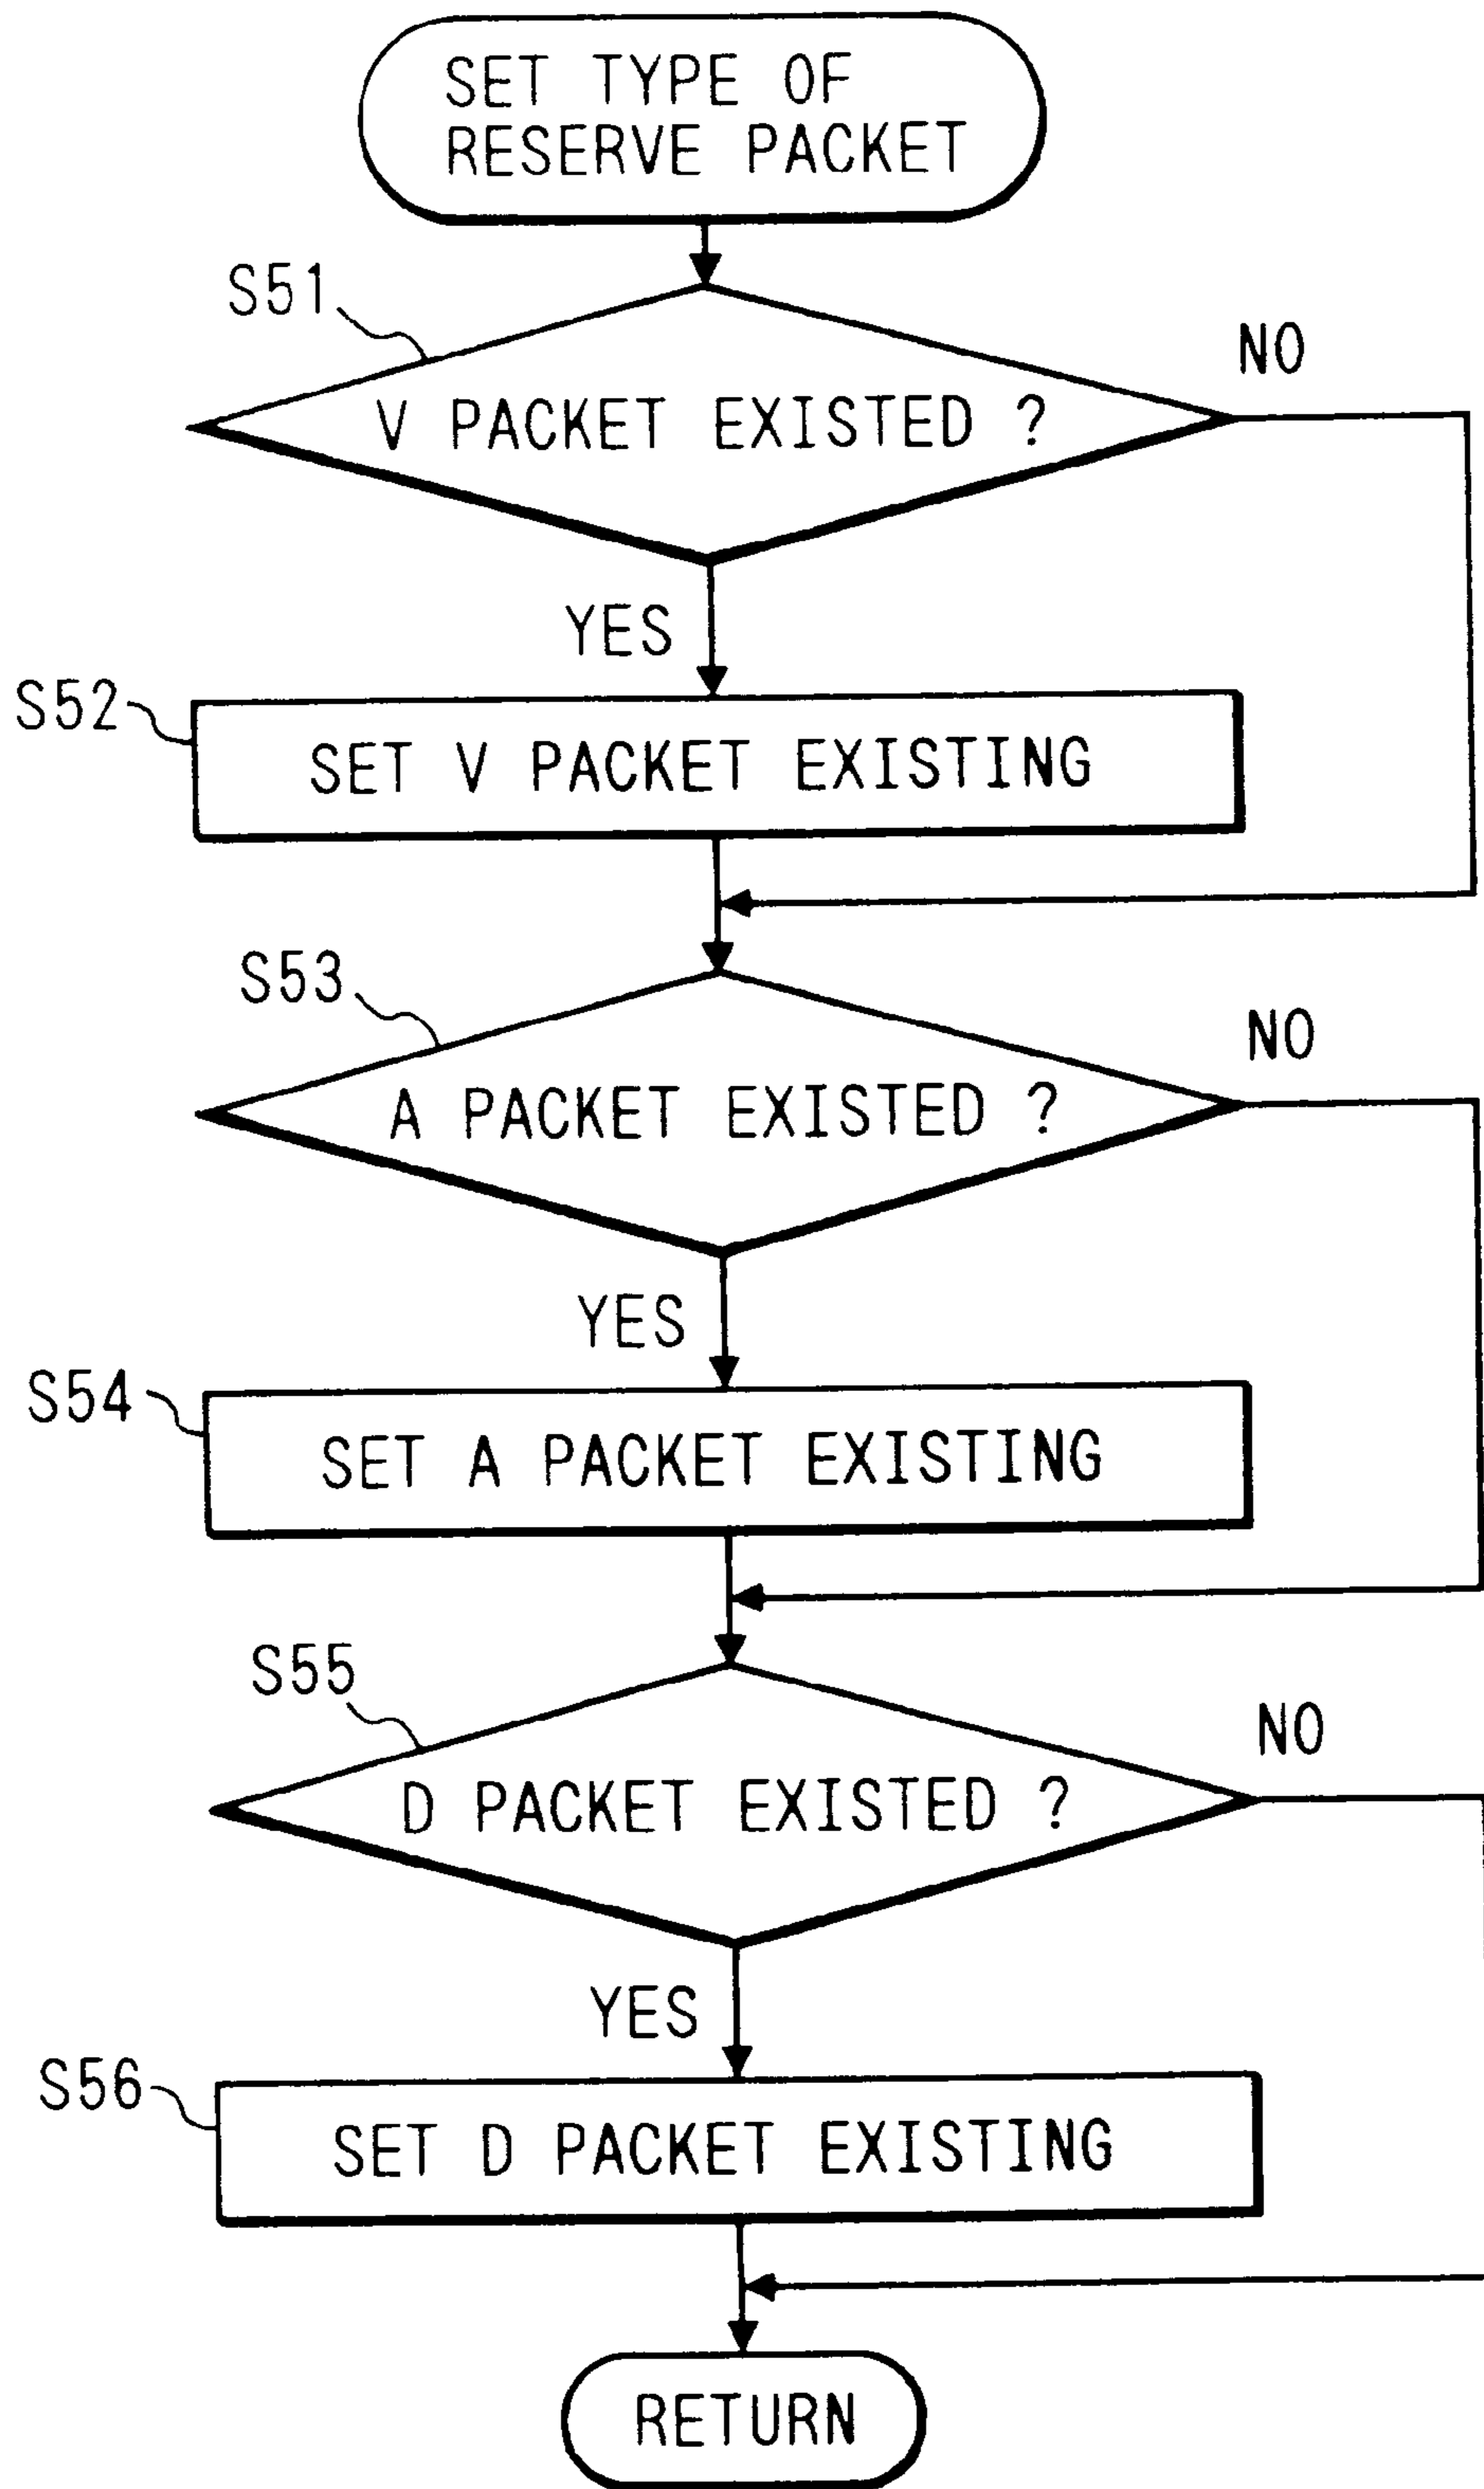 SET TYPE OF
RESERVE PACKET
S51
NO
V PACKET EXISTED ?
YES
S52
SET V PACKET EXISTING
S53
NO
A PACKET EXISTED ?
YES
S54
SET A PACKET EXISTING
S55
NO
D PACKET EXISTED ?
YES
S56
SET D PACKET EXISTING
RETURN